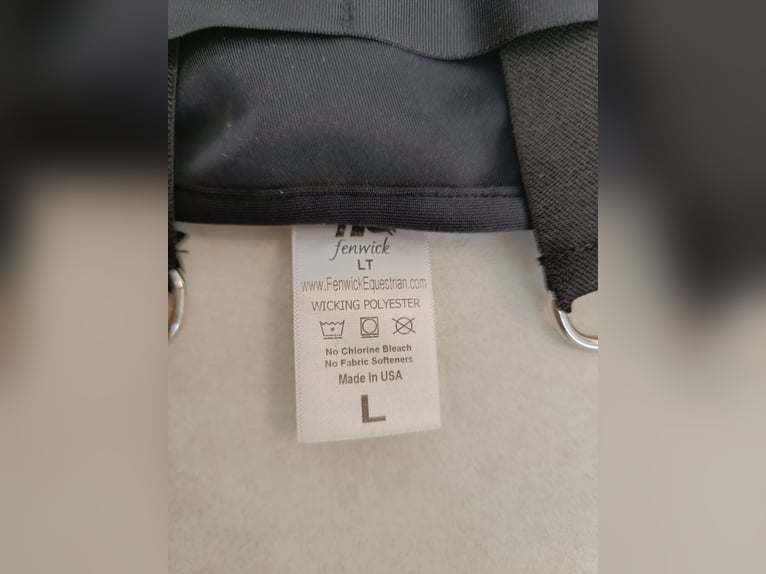 fenwick
LT
www.FenwickEquestrian.com
WICKING POLYESTER
No Chlorine Bleach
No Fabric Softeners
Made In USA
L